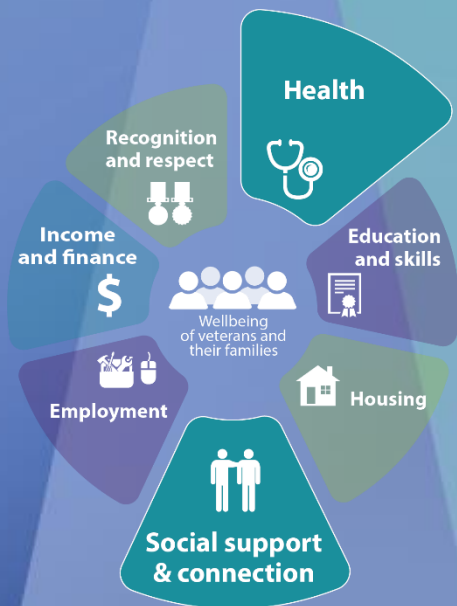 Health
Recognition
and respect
Income
and finance
$
Education
and skills
Wellbeing
of veterans and
their families
Employment
Housing
Social support
& connection